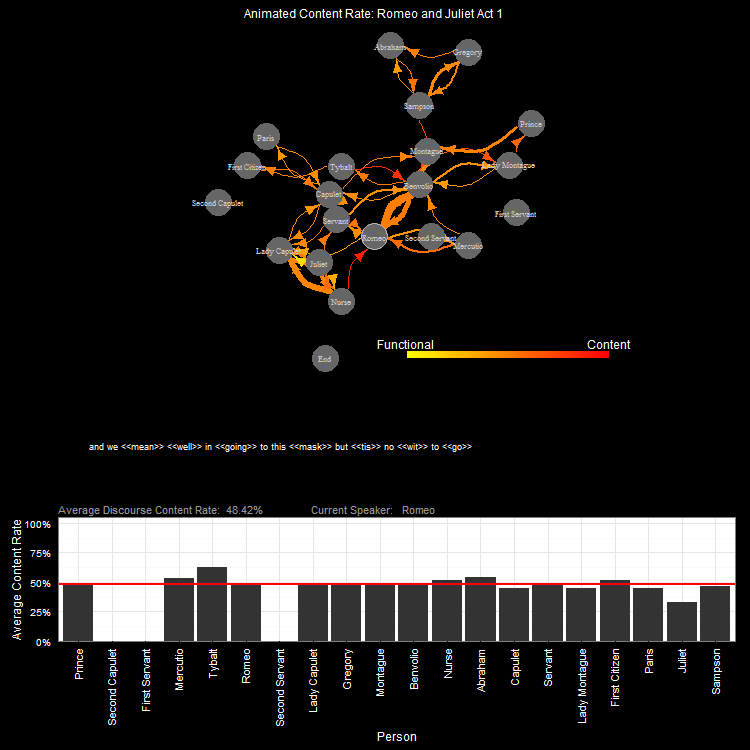 Animated Content Rate: Romeo and Juliet Act 1
Abraham
Gregory
Sampson
Prince
Paris
Montague
First Citizen
Tybalt
Lady Montague
Benvolio
Capulet
Second Capulet
First Servant
Servant
Romeo
Second Servant
Mercutio
Lady Capulet
Juliet
Nurse
Functional Content
End
and we <<mean>> <<well>> in <<going>> to this <<mask>> but <<tis>> no <<wit>> to <<go>>
Average Discourse Content Rate: 48.42% Current Speaker: Romeo
Average Content Rate
100%
75%
50%
25%
0%
Prince
Second Capulet
First Servant
Mercutio
Tybalt
Romeo
Second Servant
Lady Capulet
Gregory
Montague
Benvolio
Nurse
Abraham
Capulet
Servant
Lady Montague
First Citizen
Paris
Juliet
Sampson
Person